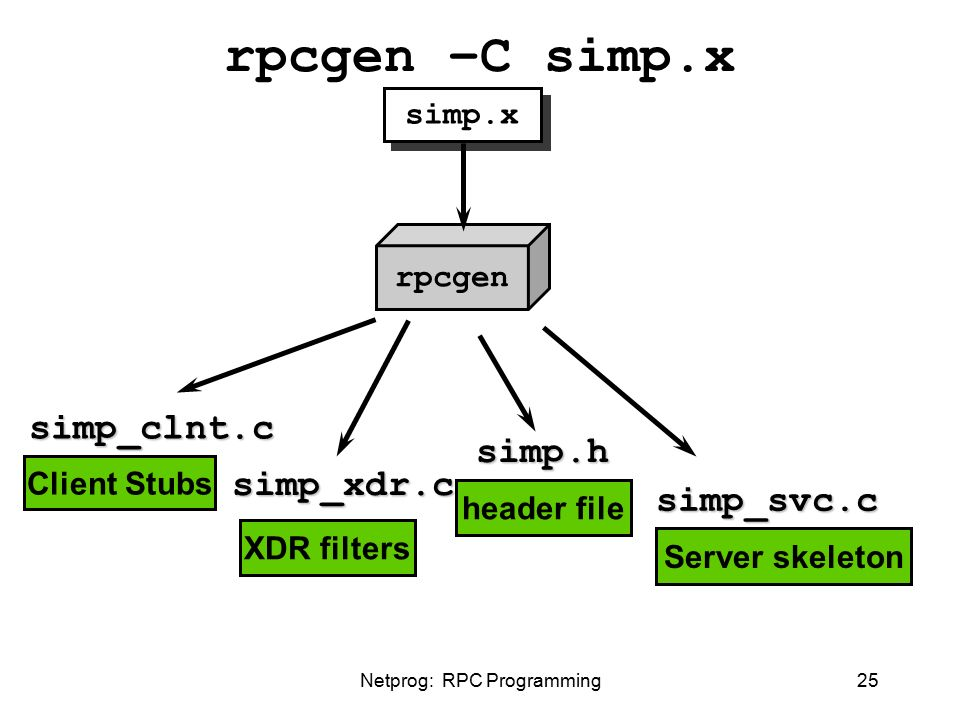 rpcgen –C simp.x
simp.x
rpcgen
simp_clnt.c
Client Stubs
simp_xdr.c
XDR filters
simp.h
header file
simp_svc.c
Server skeleton
Netprog: RPC Programming
25